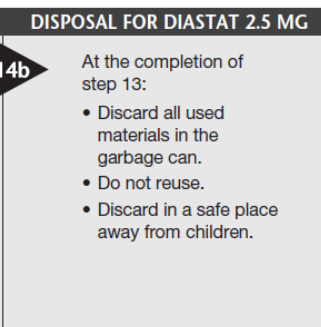 DISPOSAL FOR DIASTAT 2.5 MG
14b
At the completion of
step 13:
• Discard all used
materials in the
garbage can.
• Do not reuse.
• Discard in a safe place
away from children.